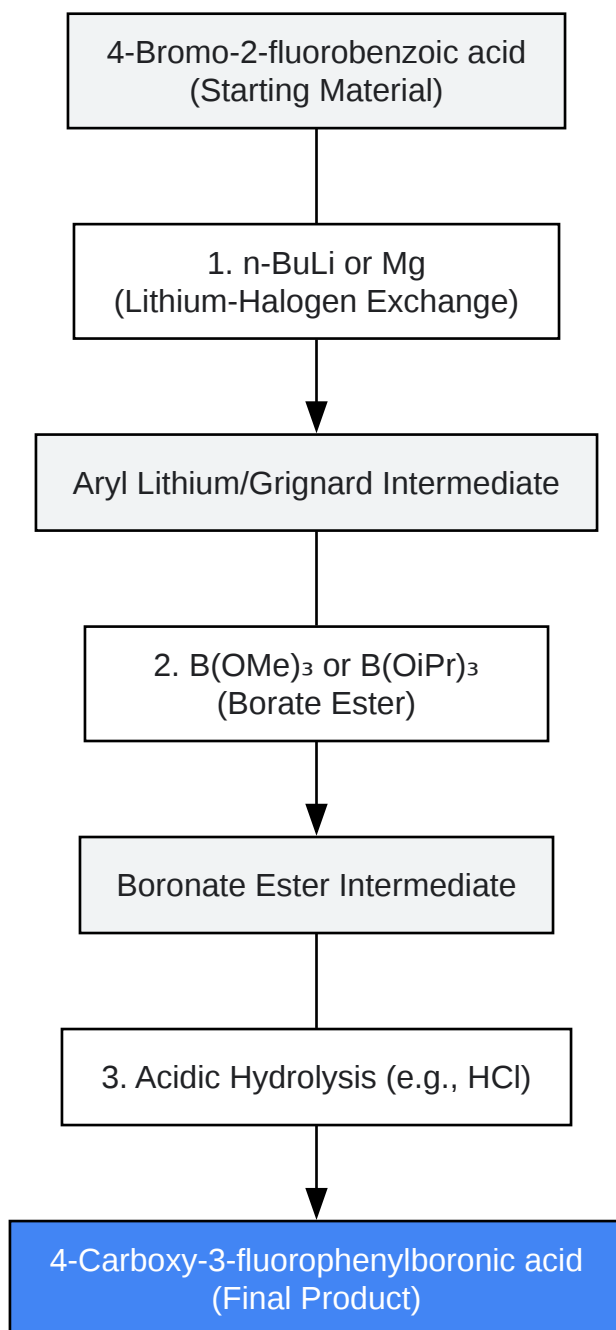 4-Bromo-2-fluorobenzoic acid
(Starting Material)
1. n-BuLi or Mg
(Lithium-Halogen Exchange)
Aryl Lithium/Grignard Intermediate
2. B(OMe)₃ or B(OiPr)₃
(Borate Ester)
Boronate Ester Intermediate
3. Acidic Hydrolysis (e.g., HCl)
4-Carboxy-3-fluorophenylboronic acid
(Final Product)